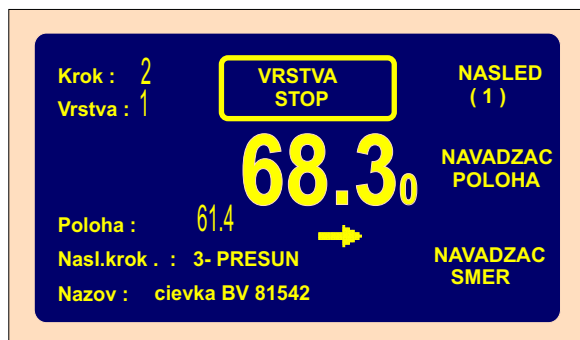 Krok : 2
Vrstva : 1
VRSTVA
STOP
NASLED
( 1 )
68.30
NAVADZAC
POLOHA
Poloha : 61.4
Nasl.krok . : 3- PRESUN
NAVADZAC
SMER
Nazov : cievka BV 81542